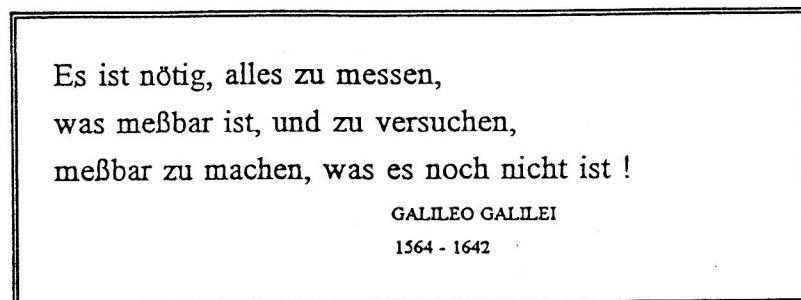 Es ist nötig, alles zu messen,
was meßbar ist, und zu versuchen,
meßbar zu machen, was es noch nicht ist !
GALILEO GALILEI
1564 - 1642